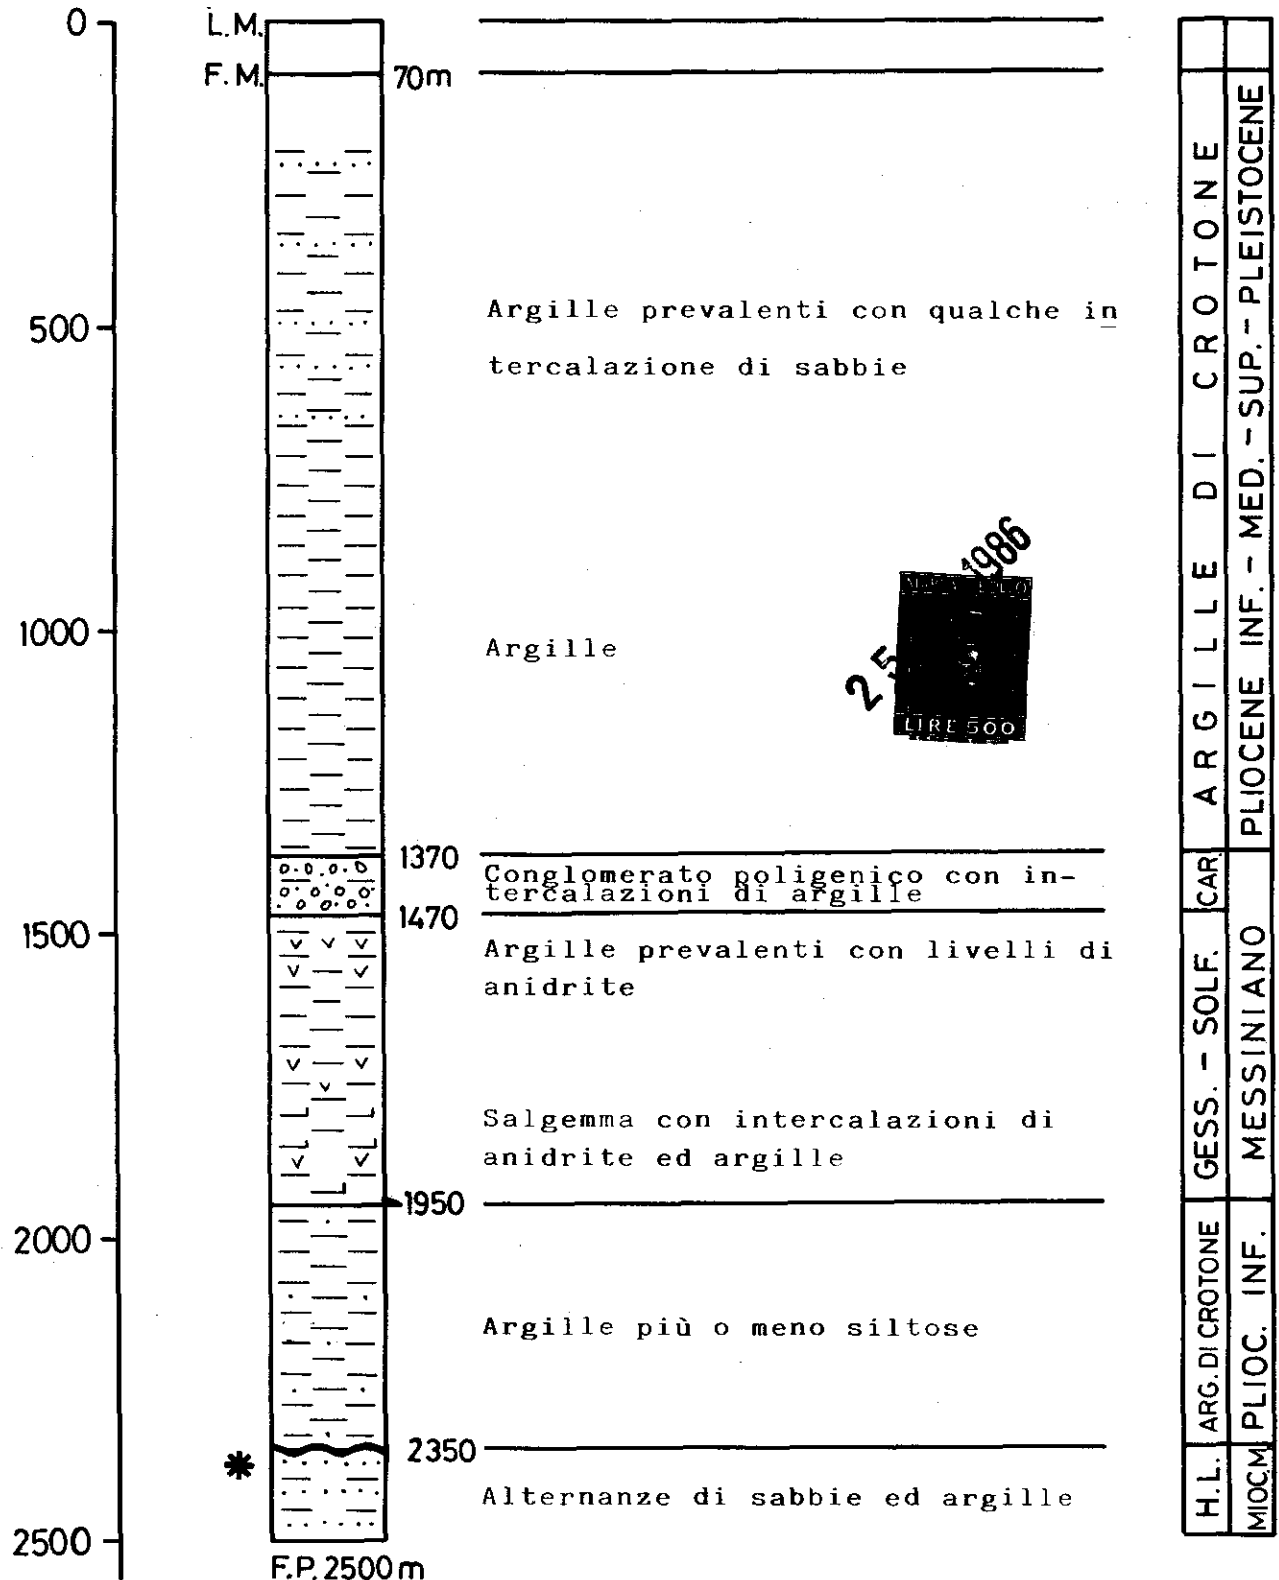 0
L.M.
F.M.
70m
500
Argille prevalenti con qualche in
tercalazione di sabbie
1986
25
LIRE 500
1000
Argille
1370
Conglomerato poligenico con in-
tercalazioni di argille
1470
1500
Argille prevalenti con livelli di
anidrite
Salgemma con intercalazioni di
anidrite ed argille
1950
2000
Argille più o meno siltose
2350
*
Alternanze di sabbie ed argille
2500
F.P. 2500m
ARGILLE DI CROTONE
CAR.
GESS. - SOLF.
ARG. DI CROTONE
H.L.
PLIOCENE INF. - MED. - SUP. - PLEISTOCENE
MESSINIANO
PLIOC. INF.
MIOC.M.